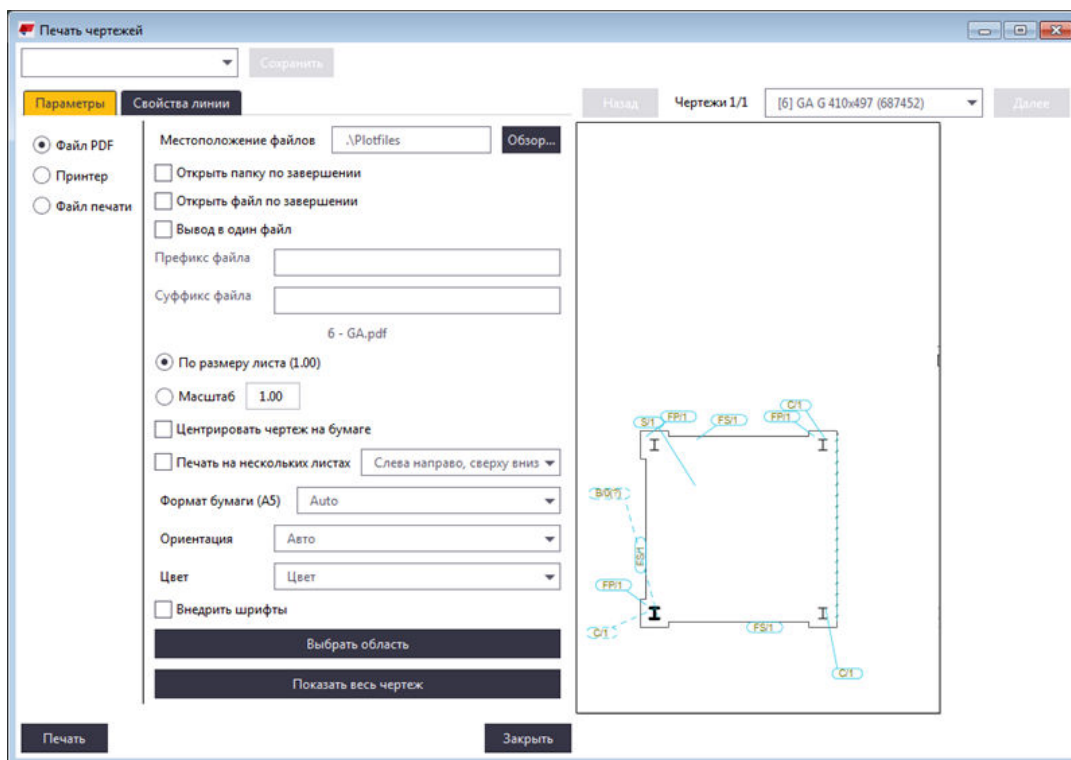 Печать чертежей
Сохранить
Параметры Свойства линии
Назад Чертежи 1/1 [6] GA G 410x497 (687452) Далее
Файл PDF
Принтер
Файл печати
Местоположение файлов .\Plotfiles Обзор...
Открыть папку по завершении
Открыть файл по завершении
Вывод в один файл
Префикс файла
Суффикс файла
6 - GA.pdf
По размеру листа (1.00)
Масштаб 1.00
Центрировать чертеж на бумаге
Печать на нескольких листах Слева направо, сверху вниз
Формат бумаги (A5) Auto
Ориентация Авто
Цвет Цвет
Внедрить шрифты
Выбрать область
Показать весь чертеж
Печать Закрыть
C/1
S/1 FP/1 FS/1 FP/1
B/0(?)
FS/1
FP/1
C/1 FS/1
C/1